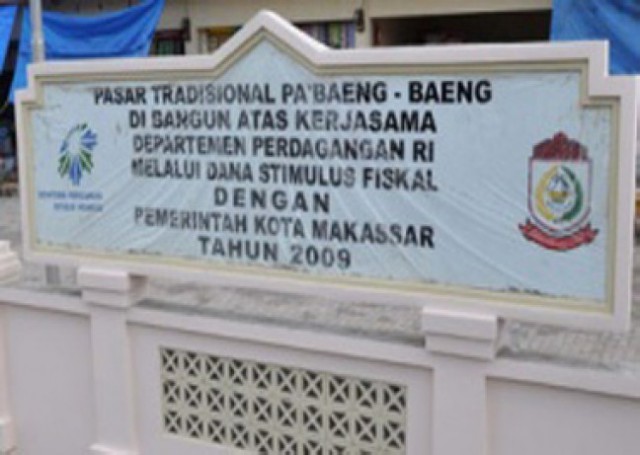 PASAR TRADISIONAL PA'BAENG - BAENG
DI BANGUN ATAS KERJASAMA
DEPARTEMEN PERDAGANGAN RI
MELALUI DANA STIMULUS FISKAL
DENGAN
PEMERINTAH KOTA MAKASSAR
TAHUN 2009